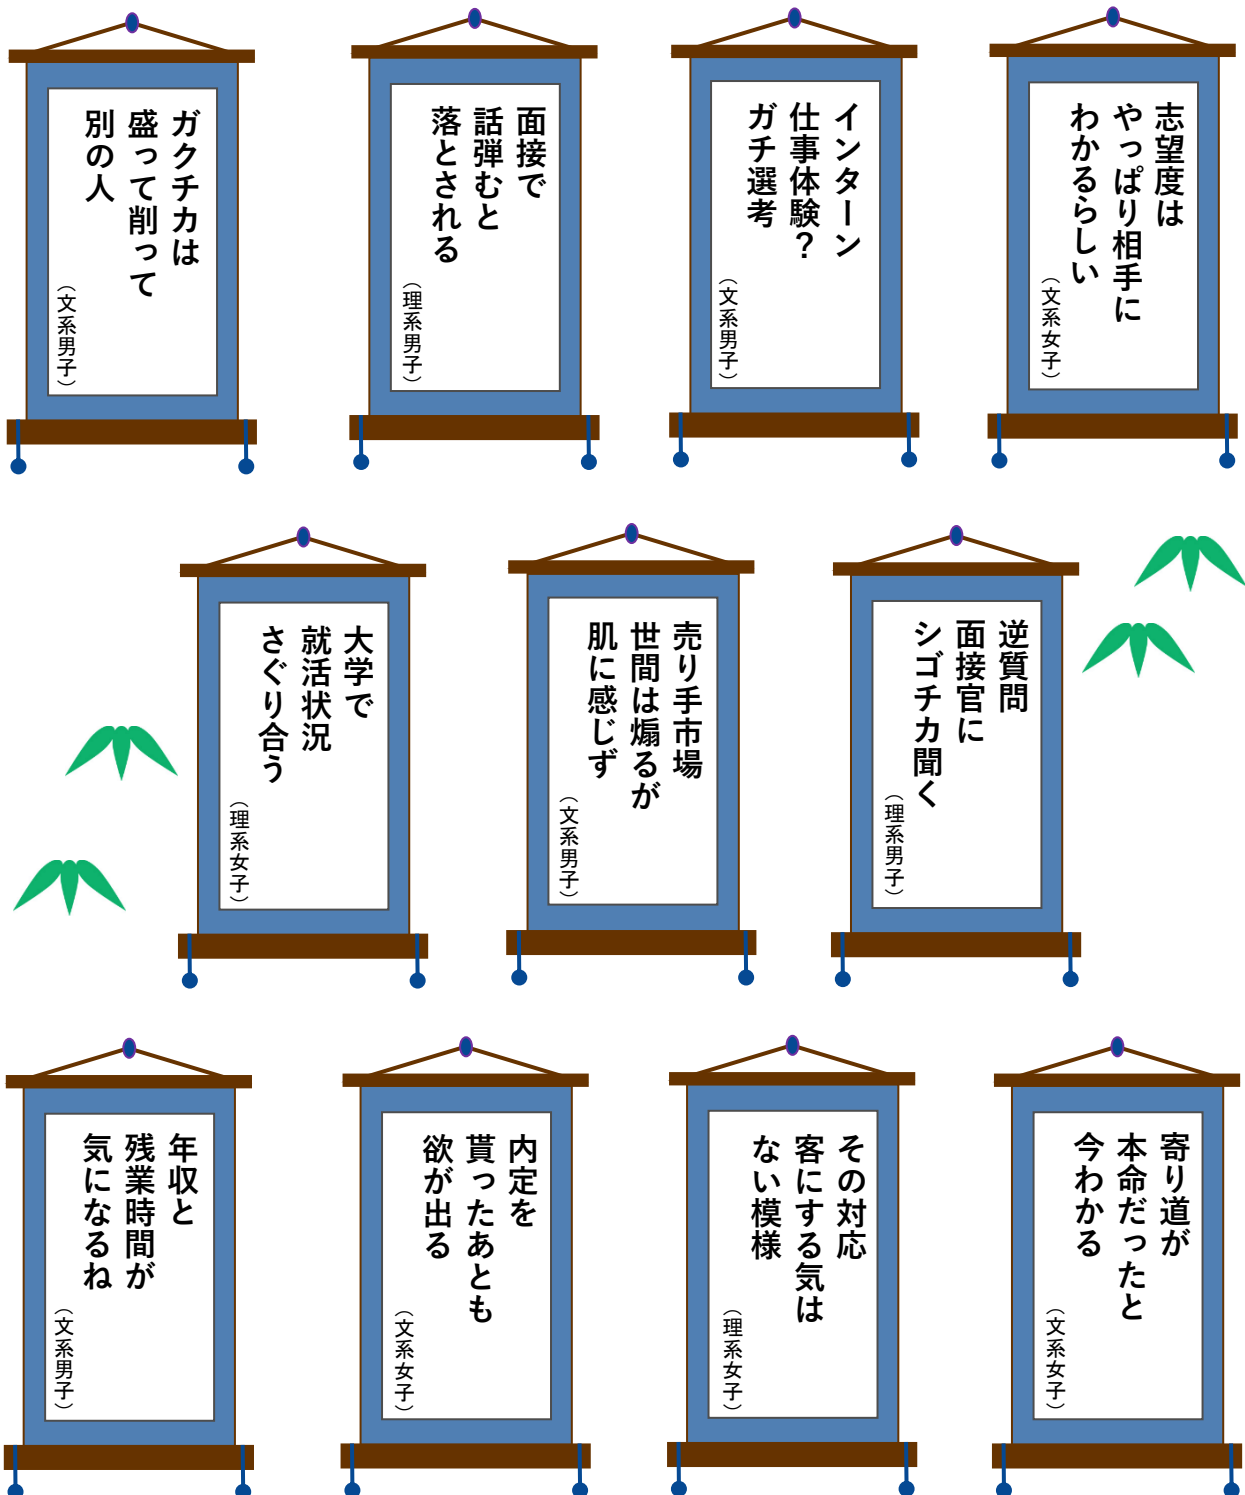 志望度は
やっぱり相手に
わかるらしい
（文系女子）
インターン
仕事体験？
ガチ選考
（文系男子）
面接で
話弾むと
落とされる
（理系男子）
ガクチカは
盛って削って
別の人
（文系男子）
逆質問
面接官に
シゴチカ聞く
（理系男子）
売り手市場
世間は煽るが
肌に感じず
（文系男子）
大学で
就活状況
さぐり合う
（理系女子）
寄り道が
本命だったと
今わかる
（文系女子）
その対応
客にする気は
ない模様
（理系女子）
内定を
貰ったあとも
欲が出る
（文系女子）
年収と
残業時間が
気になるね
（文系男子）